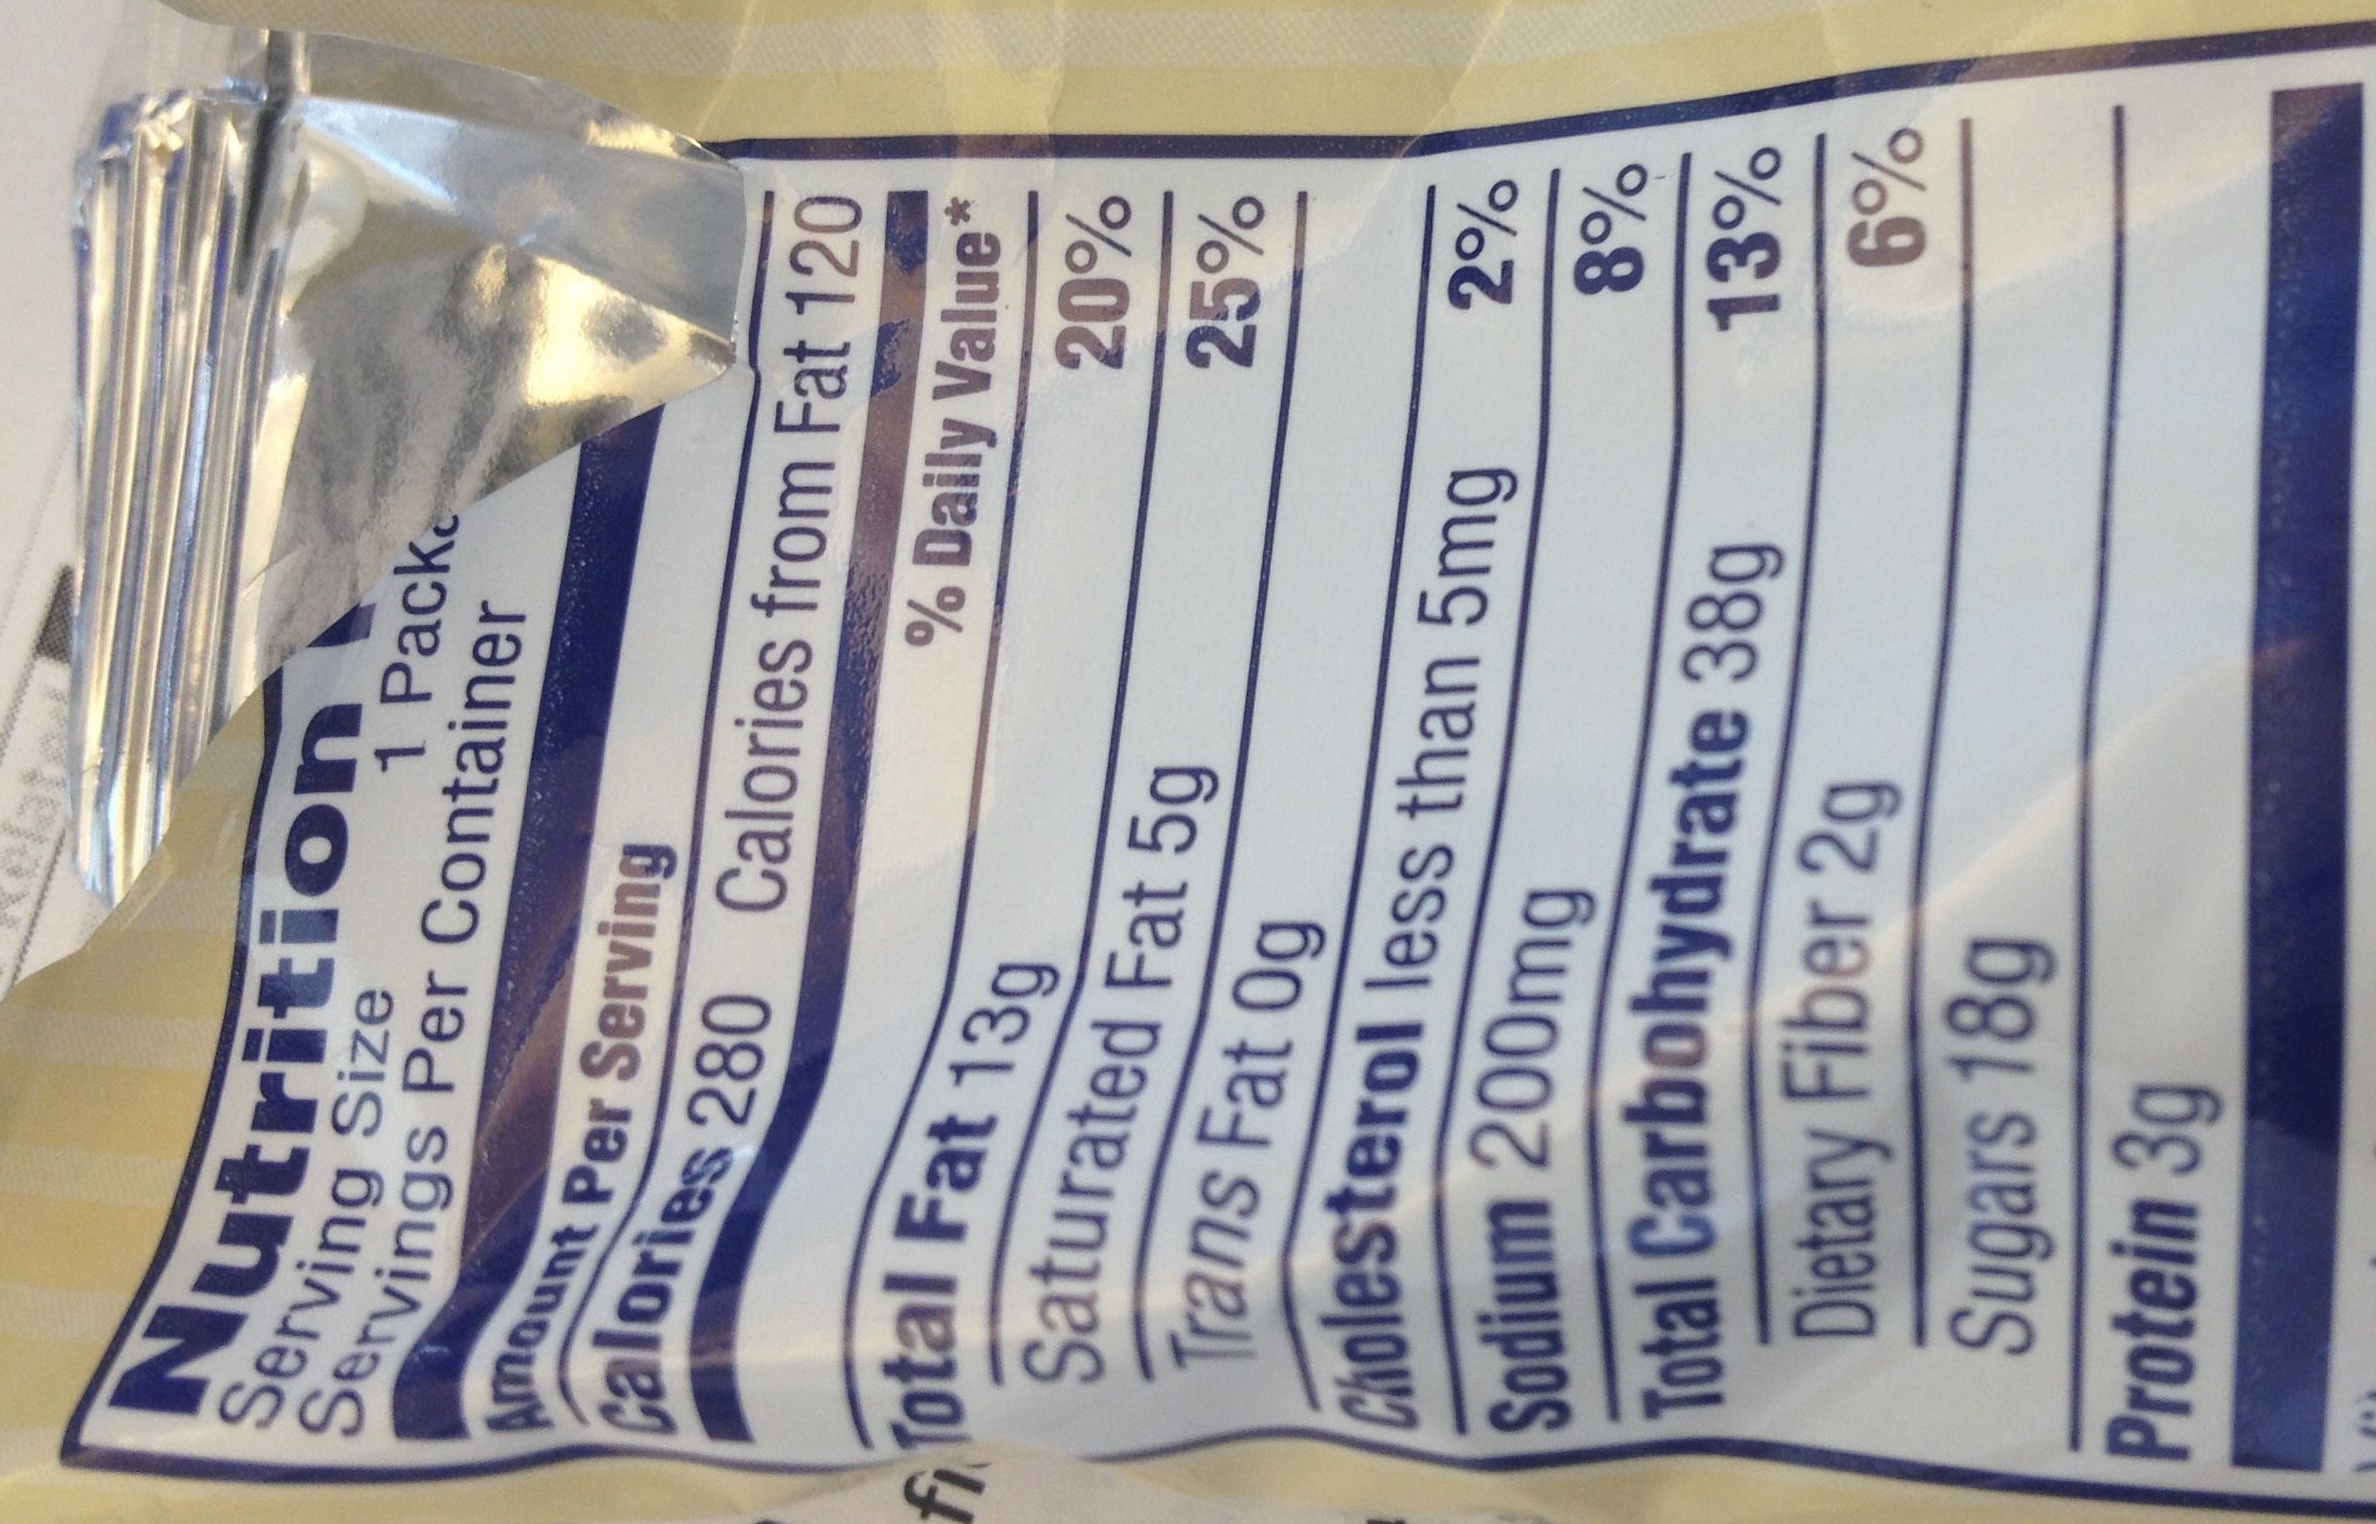 Related
Nutrition
Serving Size 1 Pack
Servings Per Container
Amount Per Serving
Calories 280 Calories from Fat 120
% Daily Value*
Total Fat 13g 20%
Saturated Fat 5g 25%
Trans Fat 0g
Cholesterol less than 5mg 2%
Sodium 200mg 8%
Total Carbohydrate 38g 13%
Dietary Fiber 2g 6%
Sugars 18g
Protein 3g